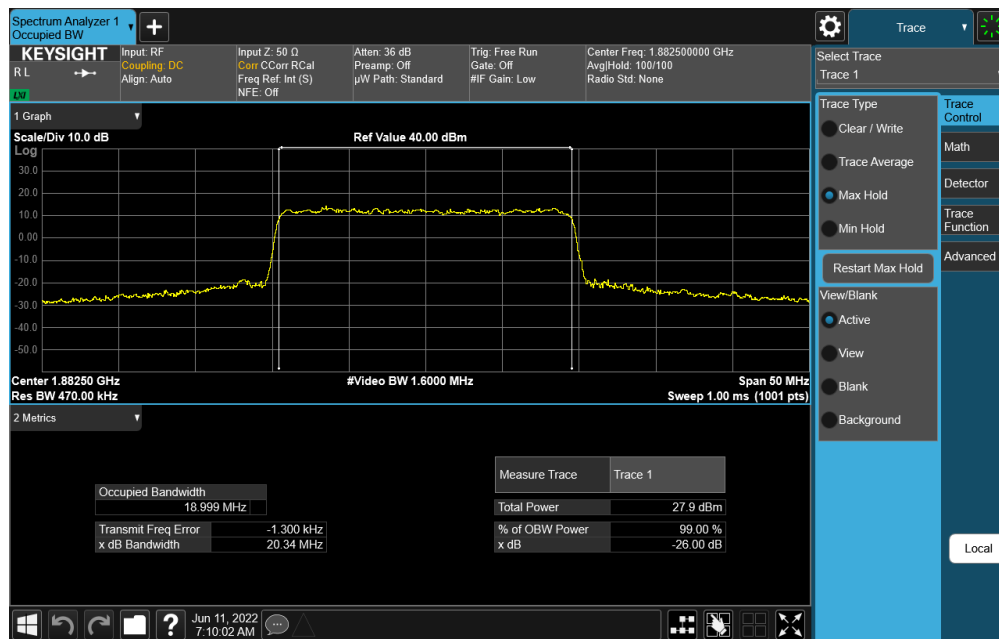 Spectrum Analyzer 1
Occupied BW
+
Trace
KEYSIGHT
R L
LXI
Input: RF
Coupling: DC
Align: Auto
Input Z: 50 Ω
Corr CCorr RCal
Freq Ref: Int (S)
NFE: Off
Atten: 36 dB
Preamp: Off
µW Path: Standard
Trig: Free Run
Gate: Off
#IF Gain: Low
Center Freq: 1.882500000 GHz
Avg|Hold: 100/100
Radio Std: None
Select Trace
Trace 1
1 Graph
Scale/Div 10.0 dB
Ref Value 40.00 dBm
Log
30.0
20.0
10.0
0.00
-10.0
-20.0
-30.0
-40.0
-50.0
Center 1.88250 GHz
#Video BW 1.6000 MHz
Span 50 MHz
Res BW 470.00 kHz
Sweep 1.00 ms (1001 pts)
Trace Type
Clear / Write
Trace Average
Max Hold
Min Hold
Restart Max Hold
View/Blank
Active
View
Blank
Background
Trace
Control
Math
Detector
Trace
Function
Advanced
Local
2 Metrics
Occupied Bandwidth
18.999 MHz
Transmit Freq Error -1.300 kHz
x dB Bandwidth 20.34 MHz
Measure Trace Trace 1
Total Power 27.9 dBm
% of OBW Power 99.00 %
x dB -26.00 dB
?
Jun 11, 2022
7:10:02 AM